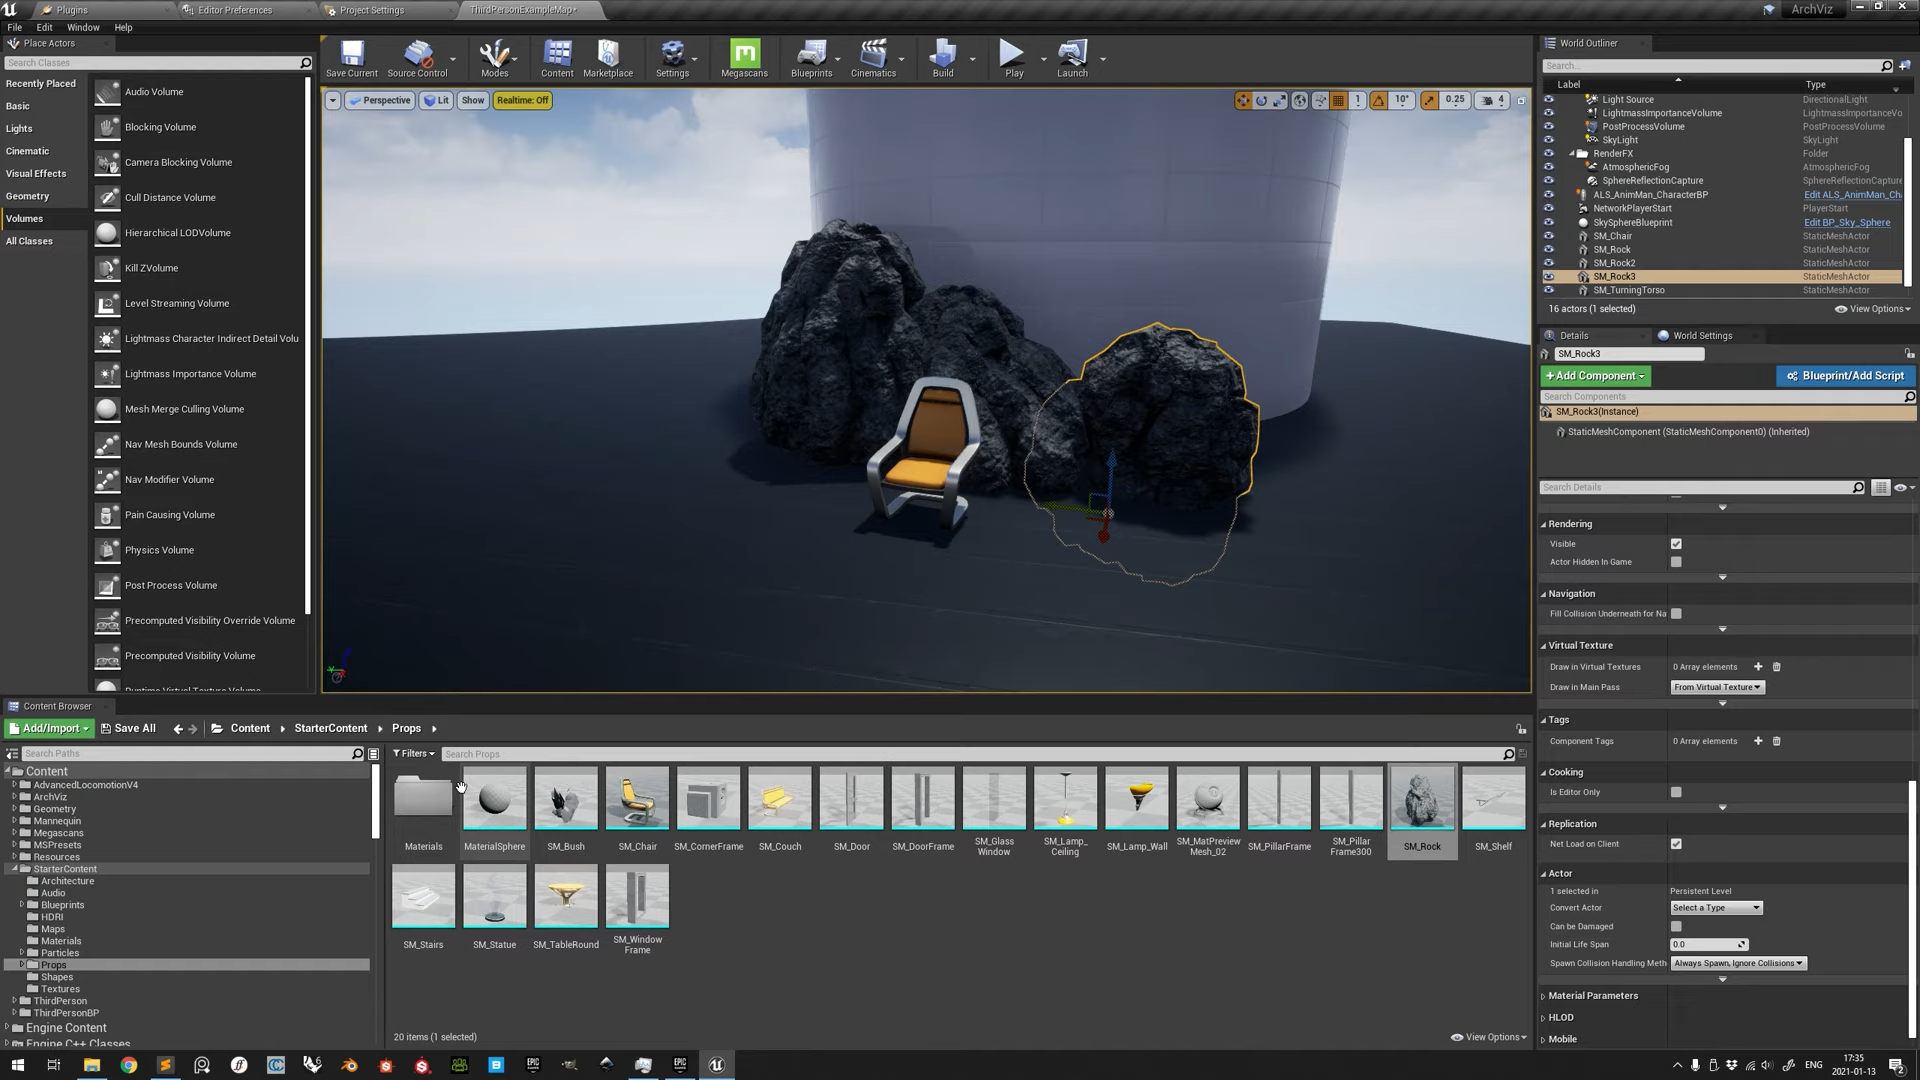 Plugins
Editor Preferences
Project Settings
ThirdPersonExampleMap*
ArchViz
File Edit Window Help
Place Actors
Search Classes
Recently Placed
Basic
Lights
Cinematic
Visual Effects
Geometry
Volumes
All Classes
Audio Volume
Blocking Volume
Camera Blocking Volume
Cull Distance Volume
Hierarchical LODVolume
Kill ZVolume
Level Streaming Volume
Lightmass Character Indirect Detail Volu
Lightmass Importance Volume
Mesh Merge Culling Volume
Nav Mesh Bounds Volume
Nav Modifier Volume
Pain Causing Volume
Physics Volume
Post Process Volume
Precomputed Visibility Override Volume
Precomputed Visibility Volume
Save Current
Source Control
Modes
Content
Marketplace
Settings
Megascans
Blueprints
Cinematics
Build
Play
Launch
Perspective
Lit
Show
Realtime: Off
10°
0.25
4
World Outliner
Search...
Label Type
Light Source DirectionalLight
LightmassImportanceVolume LightmassImportanceVo
PostProcessVolume PostProcessVolume
SkyLight SkyLight
RenderFX Folder
AtmosphericFog AtmosphericFog
SphereReflectionCapture SphereReflectionCapture
ALS_AnimMan_CharacterBP Edit ALS_AnimMan_Ch
NetworkPlayerStart PlayerStart
SkySphereBlueprint Edit BP_Sky_Sphere
SM_Chair StaticMeshActor
SM_Rock StaticMeshActor
SM_Rock2 StaticMeshActor
SM_Rock3 StaticMeshActor
SM_TurningTorso StaticMeshActor
16 actors (1 selected)
View Options
Details
World Settings
SM_Rock3
+Add Component
Blueprint/Add Script
Search Components
SM_Rock3(Instance)
StaticMeshComponent (StaticMeshComponent0) (Inherited)
Search Details
Rendering
Visible
Actor Hidden In Game
Navigation
Fill Collision Underneath for Na
Virtual Texture
Draw in Virtual Textures 0 Array elements
Draw in Main Pass From Virtual Texture
Tags
Component Tags 0 Array elements
Cooking
Is Editor Only
Replication
Net Load on Client
Actor
1 selected in Persistent Level
Convert Actor Select a Type
Can be Damaged
Initial Life Span 0.0
Spawn Collision Handling Meth Always Spawn, Ignore Collisions
Material Parameters
HLOD
Mobile
Content Browser
Add/Import
Save All
Content
StarterContent
Props
Search Paths
Filters
Search Props
Content
AdvancedLocomotionV4
ArchViz
Geometry
Mannequin
Megascans
MSPresets
Resources
StarterContent
Architecture
Audio
Blueprints
HDRI
Maps
Materials
Particles
Props
Shapes
Textures
ThirdPerson
ThirdPersonBP
Engine Content
Engine C++ Classes
Materials
MaterialSphere
SM_Bush
SM_Chair
SM_CornerFrame
SM_Couch
SM_Door
SM_DoorFrame
SM_Glass
Window
SM_Lamp_
Ceiling
SM_Lamp_Wall
SM_MatPreview
Mesh_02
SM_PillarFrame
SM_Pillar
Frame300
SM_Rock
SM_Shelf
SM_Stairs
SM_Statue
SM_TableRound
SM_Window
Frame
20 items (1 selected)
View Options
ENG
17:35
2021-01-13